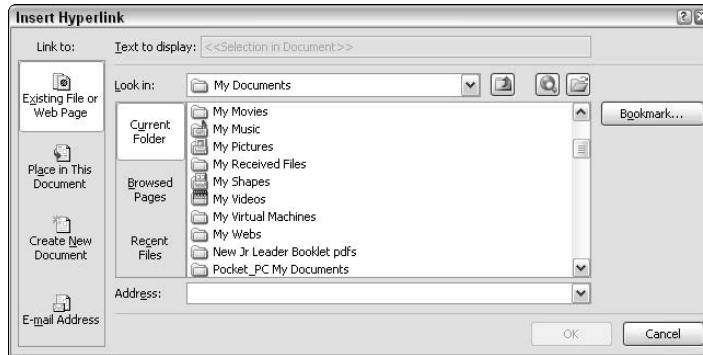 Insert Hyperlink
Link to:
Text to display: <<Selection in Document>>
Existing File or
Web Page
Place in This
Document
Create New
Document
E-mail Address
Look in: My Documents
Current
Folder
Browsed
Pages
Recent
Files
My Movies
My Music
My Pictures
My Received Files
My Shapes
My Videos
My Virtual Machines
My Webs
New Jr Leader Booklet pdfs
Pocket_PC My Documents
Bookmark...
Address:
OK
Cancel